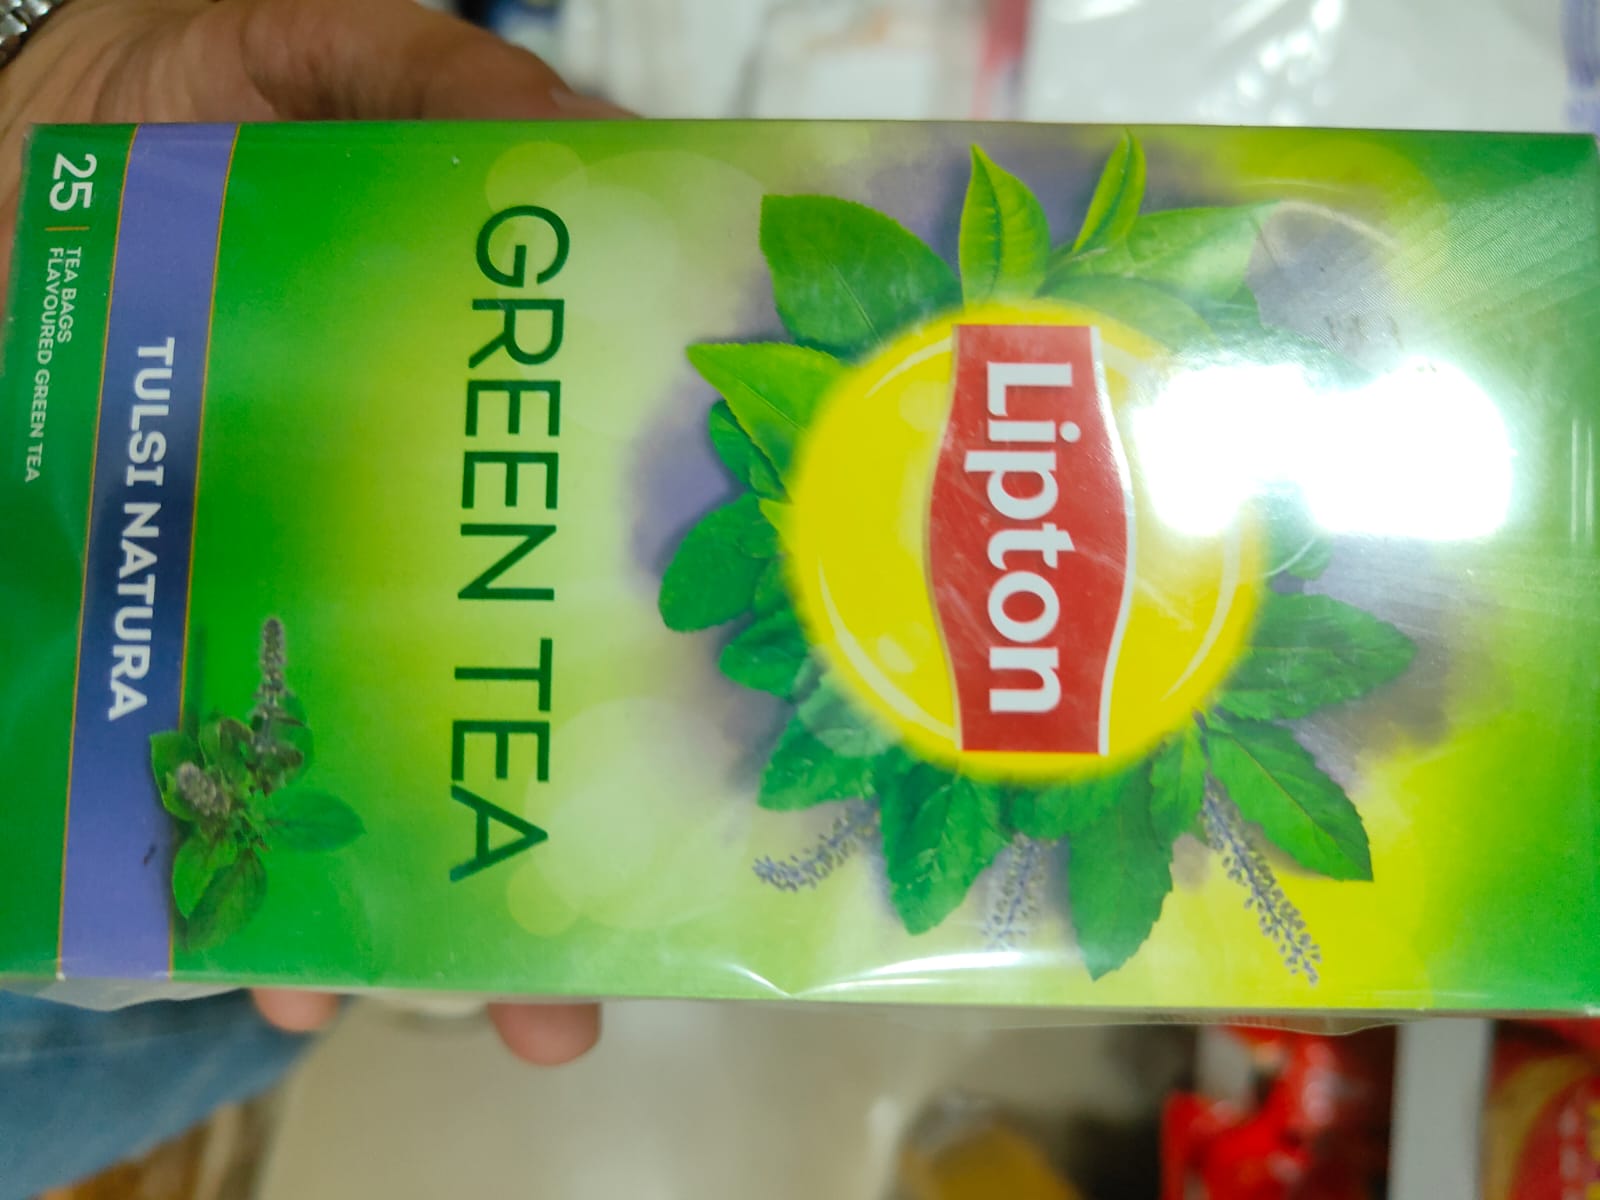 Lipton
GREEN TEA
TULSI NATURA
25
TEA BAGS
FLAVOURED GREEN TEA